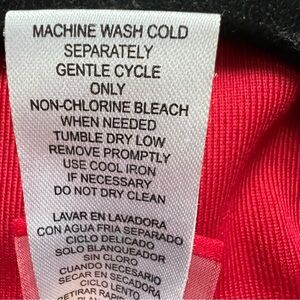 MACHINE WASH COLD
SEPARATELY
GENTLE CYCLE
ONLY
NON-CHLORINE BLEACH
WHEN NEEDED
TUMBLE DRY LOW
REMOVE PROMPTLY
USE COOL IRON
IF NECESSARY
DO NOT DRY CLEAN
LAVAR EN LAVADORA
CON AGUA FRIA SEPARADO
CICLO DELICADO
SOLO BLANQUEADOR
SIN CLORO
CUANDO NECESARIO
SECAR EN SECADORA
CICLO LENTO